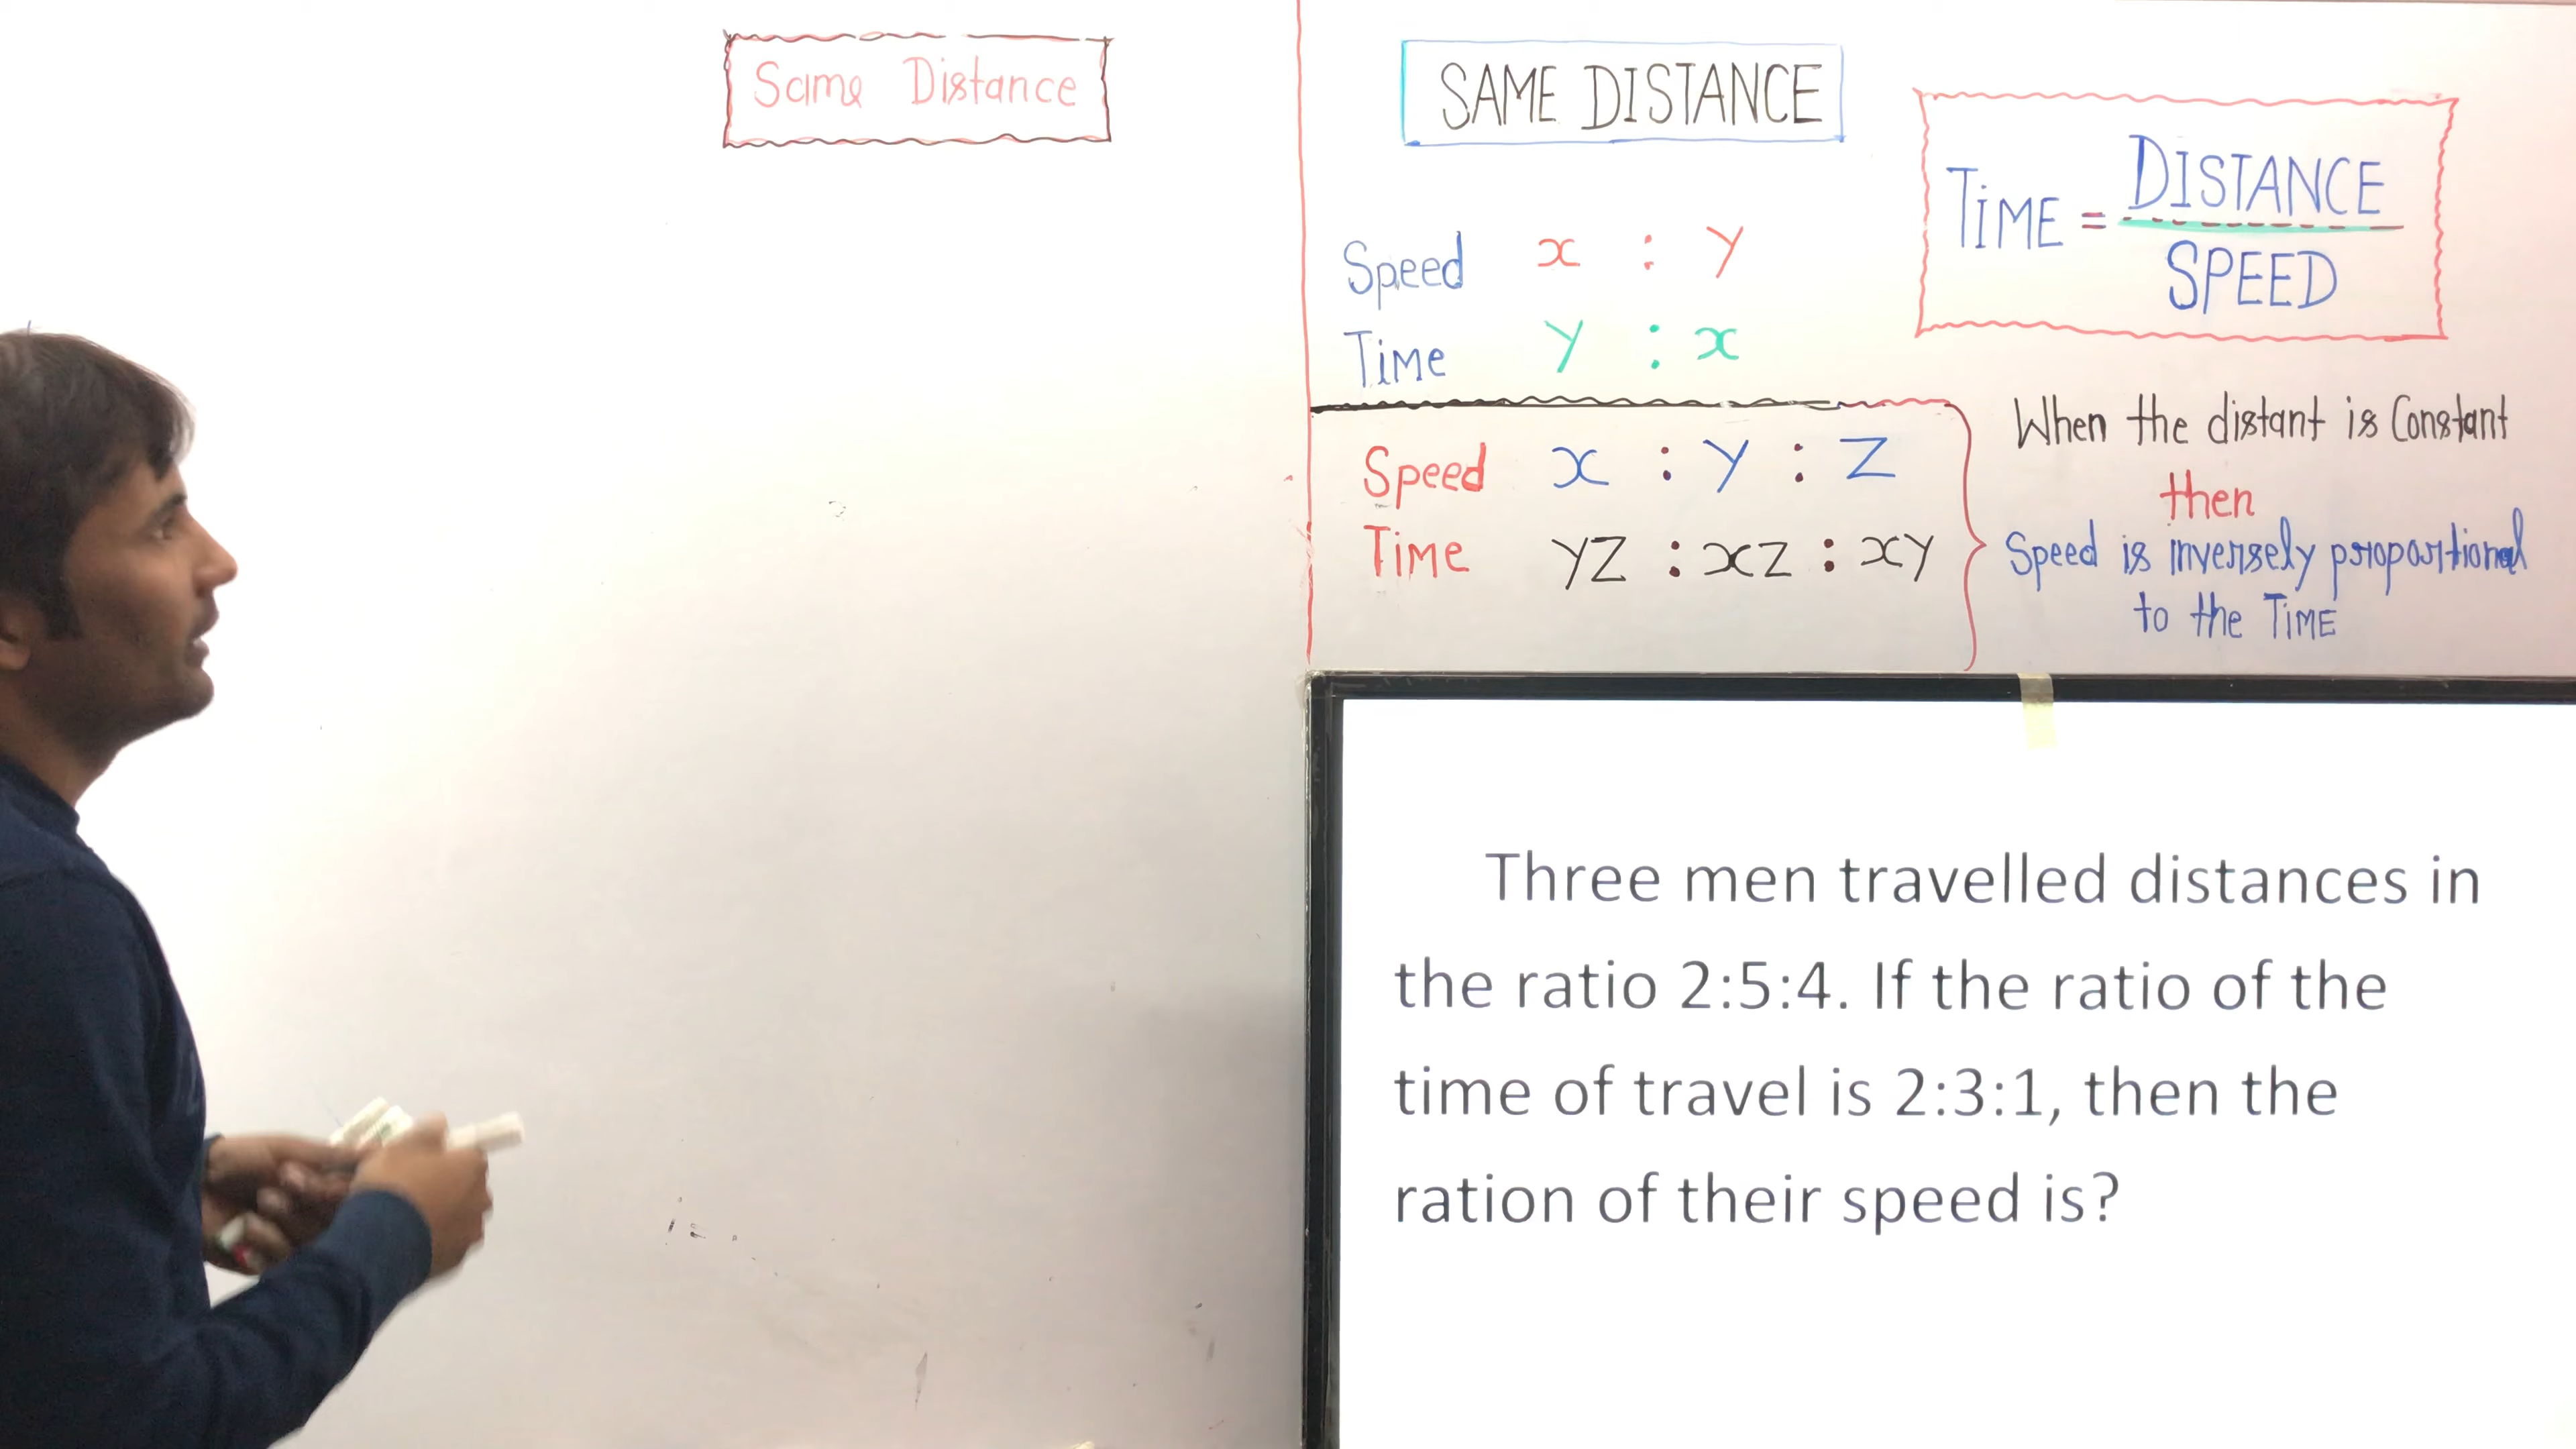 Same Distance
SAME DISTANCE
Speed x : y
Time y : x
TIME = DISTANCE
SPEED
Speed x : y : z
Time yz : xz : xy
When the distant is Constant
then
Speed is inversely proportional
to the TIME
Three men travelled distances in
the ratio 2:5:4. If the ratio of the
time of travel is 2:3:1, then the
ration of their speed is?